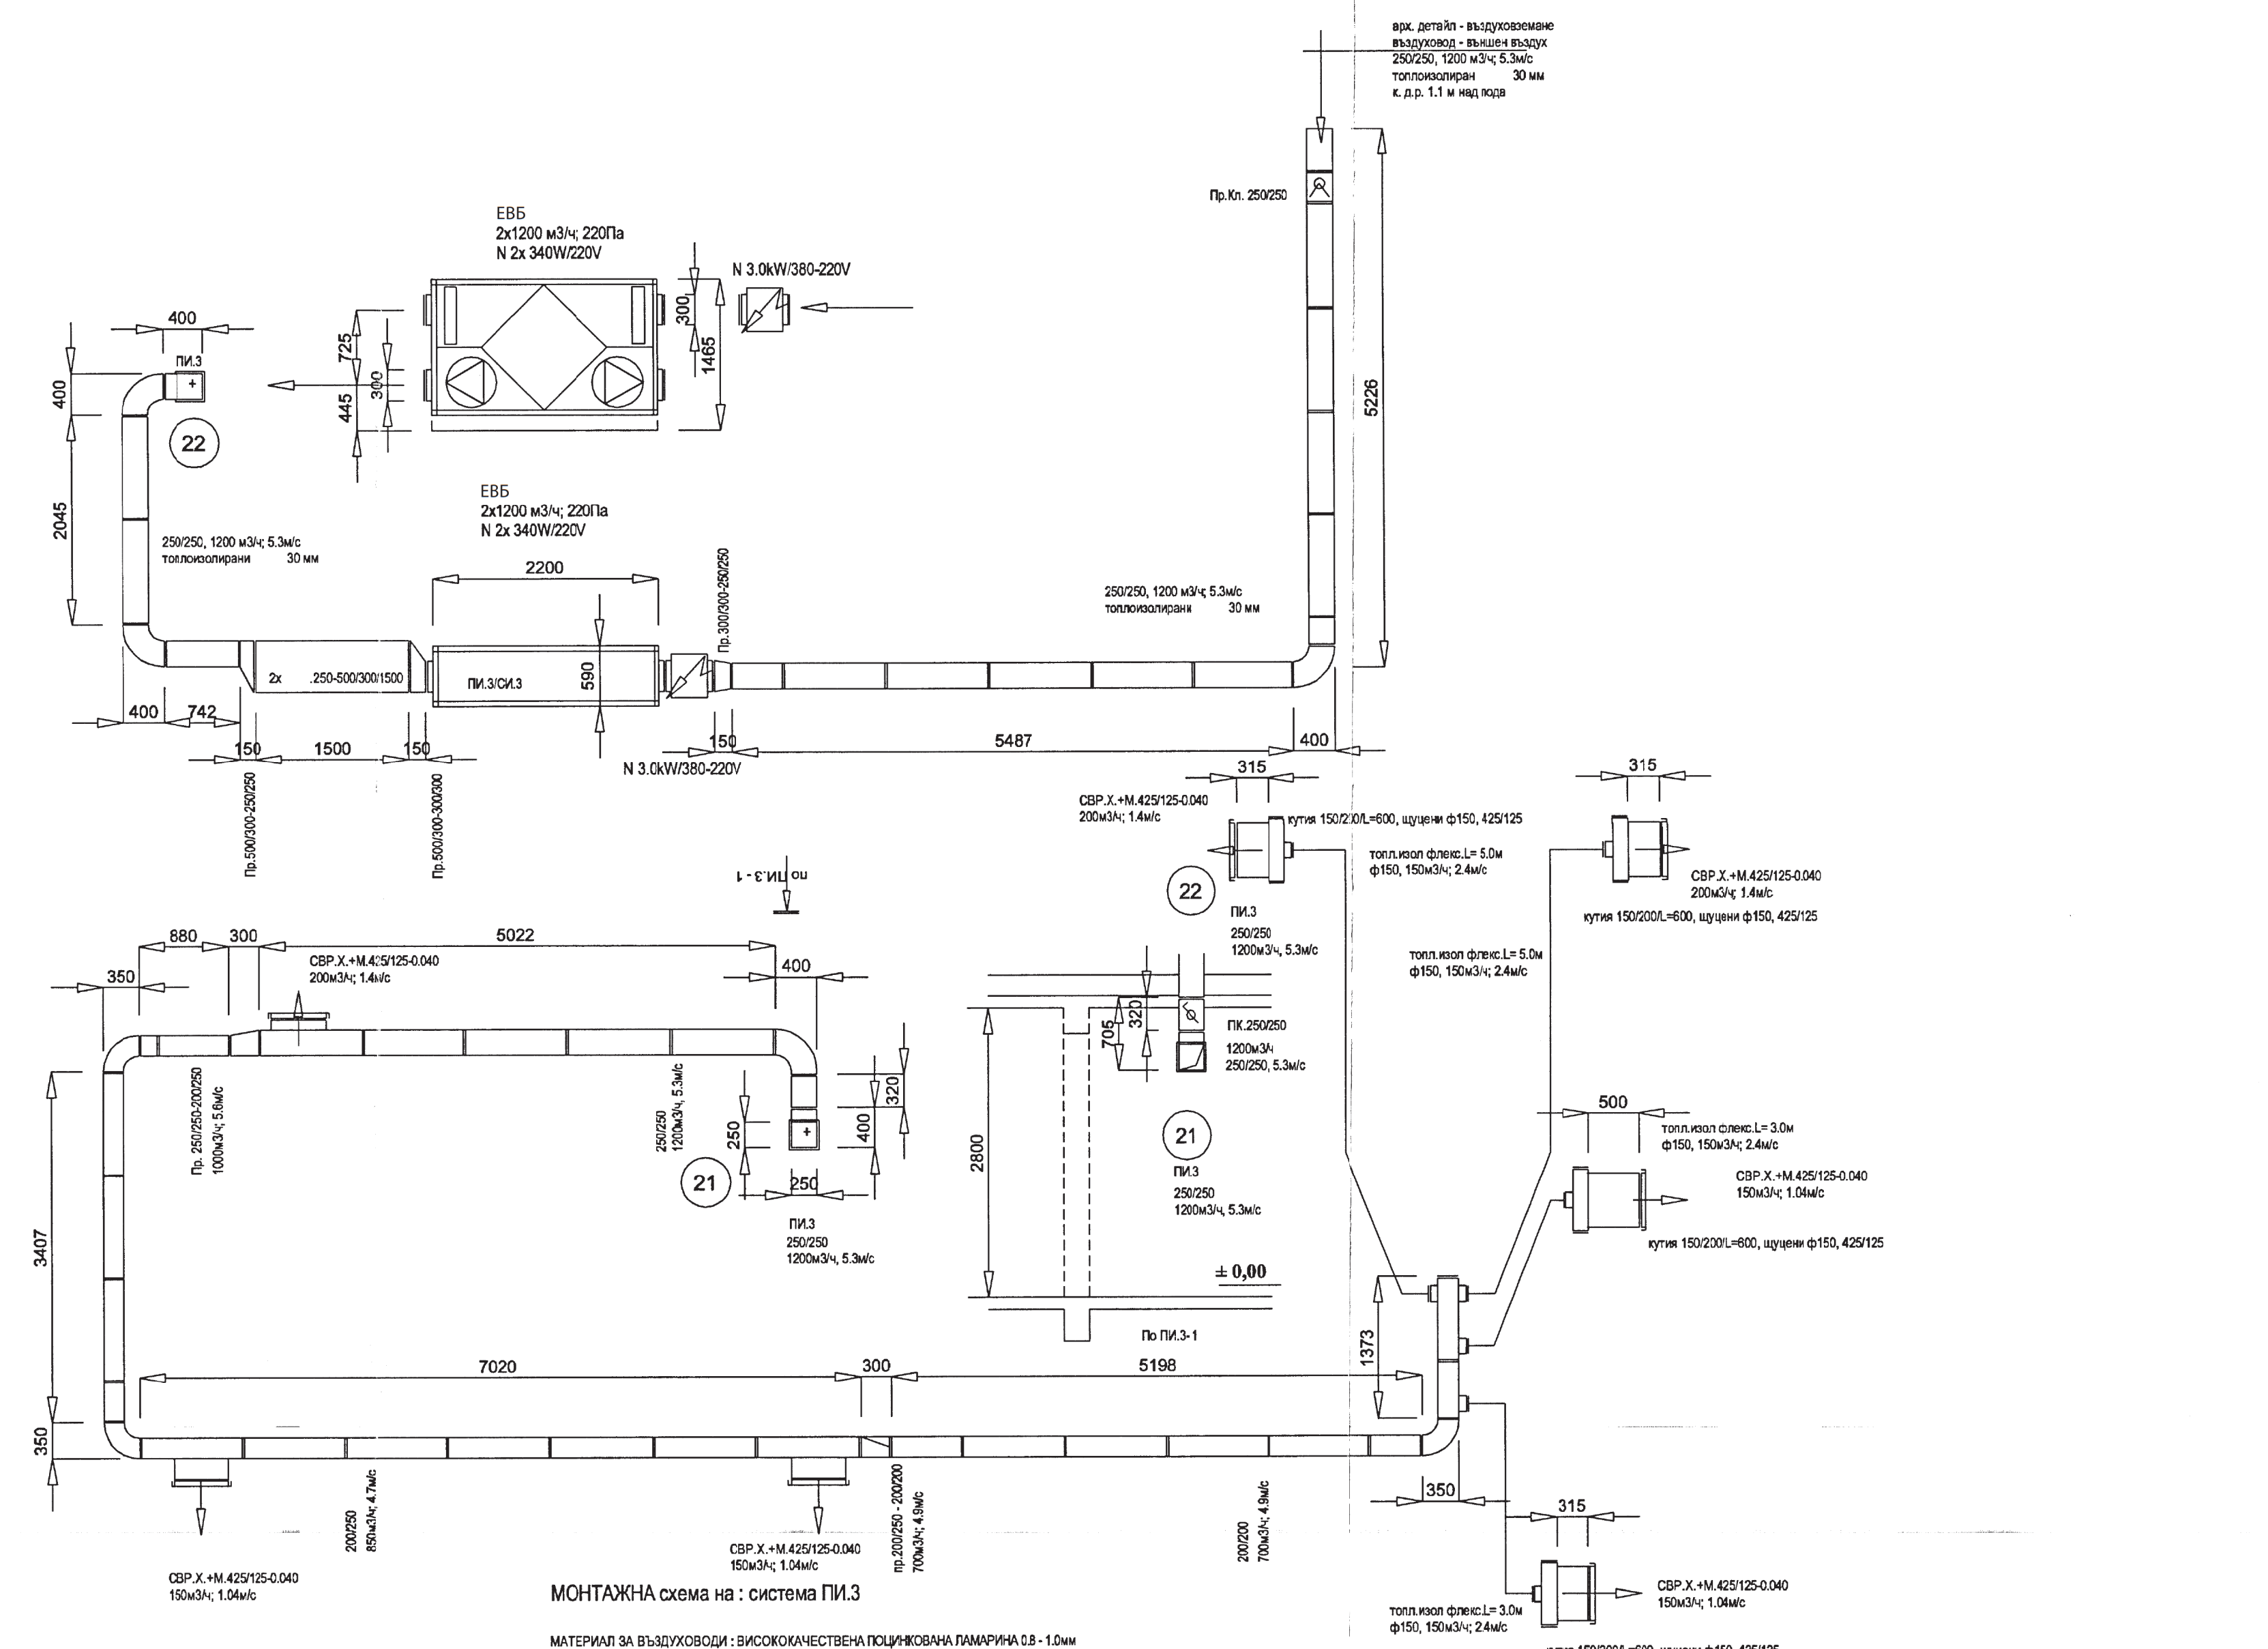 арх. детайл - въздуховземане
въздуховод - външен въздух
250/250, 1200 м3/ч; 5.3м/с
топлоизолиран 30 мм
к. д.р. 1.1 м над пода
Пр.Кл. 250/250
5226
ЕВБ
2x1200 м3/ч; 220Па
N 2x 340W/220V
N 3.0kW/380-220V
300
1465
725
300
445
400
ПИ.3
400
22
2045
250/250, 1200 м3/ч; 5.3м/с
топлоизолирани 30 мм
ЕВБ
2x1200 м3/ч; 220Па
N 2x 340W/220V
2200
Пр.300/300-250/250
250/250, 1200 м3/ч; 5.3м/с
топлоизолирани 30 мм
2x .250-500/300/1500
ПИ.3/СИ.3
590
400
742
150
1500
150
150
5487
400
N 3.0kW/380-220V
Пр.500/300-250/250
Пр.500/300-300/300
315
СВР.Х.+М.425/125-0.040
200м3/ч; 1.4м/с
кутия 150/200/L=600, щуцени ф150, 425/125
топл.изол флекс.L= 5.0м
ф150, 150м3/ч; 2.4м/с
315
СВР.Х.+М.425/125-0.040
200м3/ч; 1.4м/с
кутия 150/200/L=600, щуцени ф150, 425/125
топл.изол флекс.L= 5.0м
ф150, 150м3/ч; 2.4м/с
по ПИ.3 - 1
22
ПИ.3
250/250
1200м3/ч, 5.3м/с
880
300
5022
350
СВР.Х.+М.425/125-0.040
200м3/ч; 1.4м/с
400
320
705
ПК.250/250
1200м3/ч
250/250, 5.3м/с
Пр. 250/250-200/250
1000м3/ч; 5.6м/с
250/250
1200м3/ч, 5.3м/с
320
400
250
250
21
ПИ.3
250/250
1200м3/ч, 5.3м/с
2800
21
ПИ.3
250/250
1200м3/ч, 5.3м/с
± 0,00
По ПИ.3- 1
500
топл.изол флекс.L= 3.0м
ф150, 150м3/ч; 2.4м/с
СВР.Х.+М.425/125-0.040
150м3/ч; 1.04м/с
кутия 150/200/L=600, щуцени ф150, 425/125
3407
350
7020
300
5198
1373
350
200/250
850м3/ч; 4.7м/с
пр.200/250 - 200/200
700м3/ч; 4.9м/с
200/200
700м3/ч; 4.9м/с
315
СВР.Х.+М.425/125-0.040
150м3/ч; 1.04м/с
СВР.Х.+М.425/125-0.040
150м3/ч; 1.04м/с
СВР.Х.+М.425/125-0.040
150м3/ч; 1.04м/с
топл.изол флекс.L= 3.0м
ф150, 150м3/ч; 2.4м/с
МОНТАЖНА схема на : система ПИ.3
МАТЕРИАЛ ЗА ВЪЗДУХОВОДИ : ВИСОКОКАЧЕСТВЕНА ПОЦИНКОВАНА ЛАМАРИНА 0.8 - 1.0мм